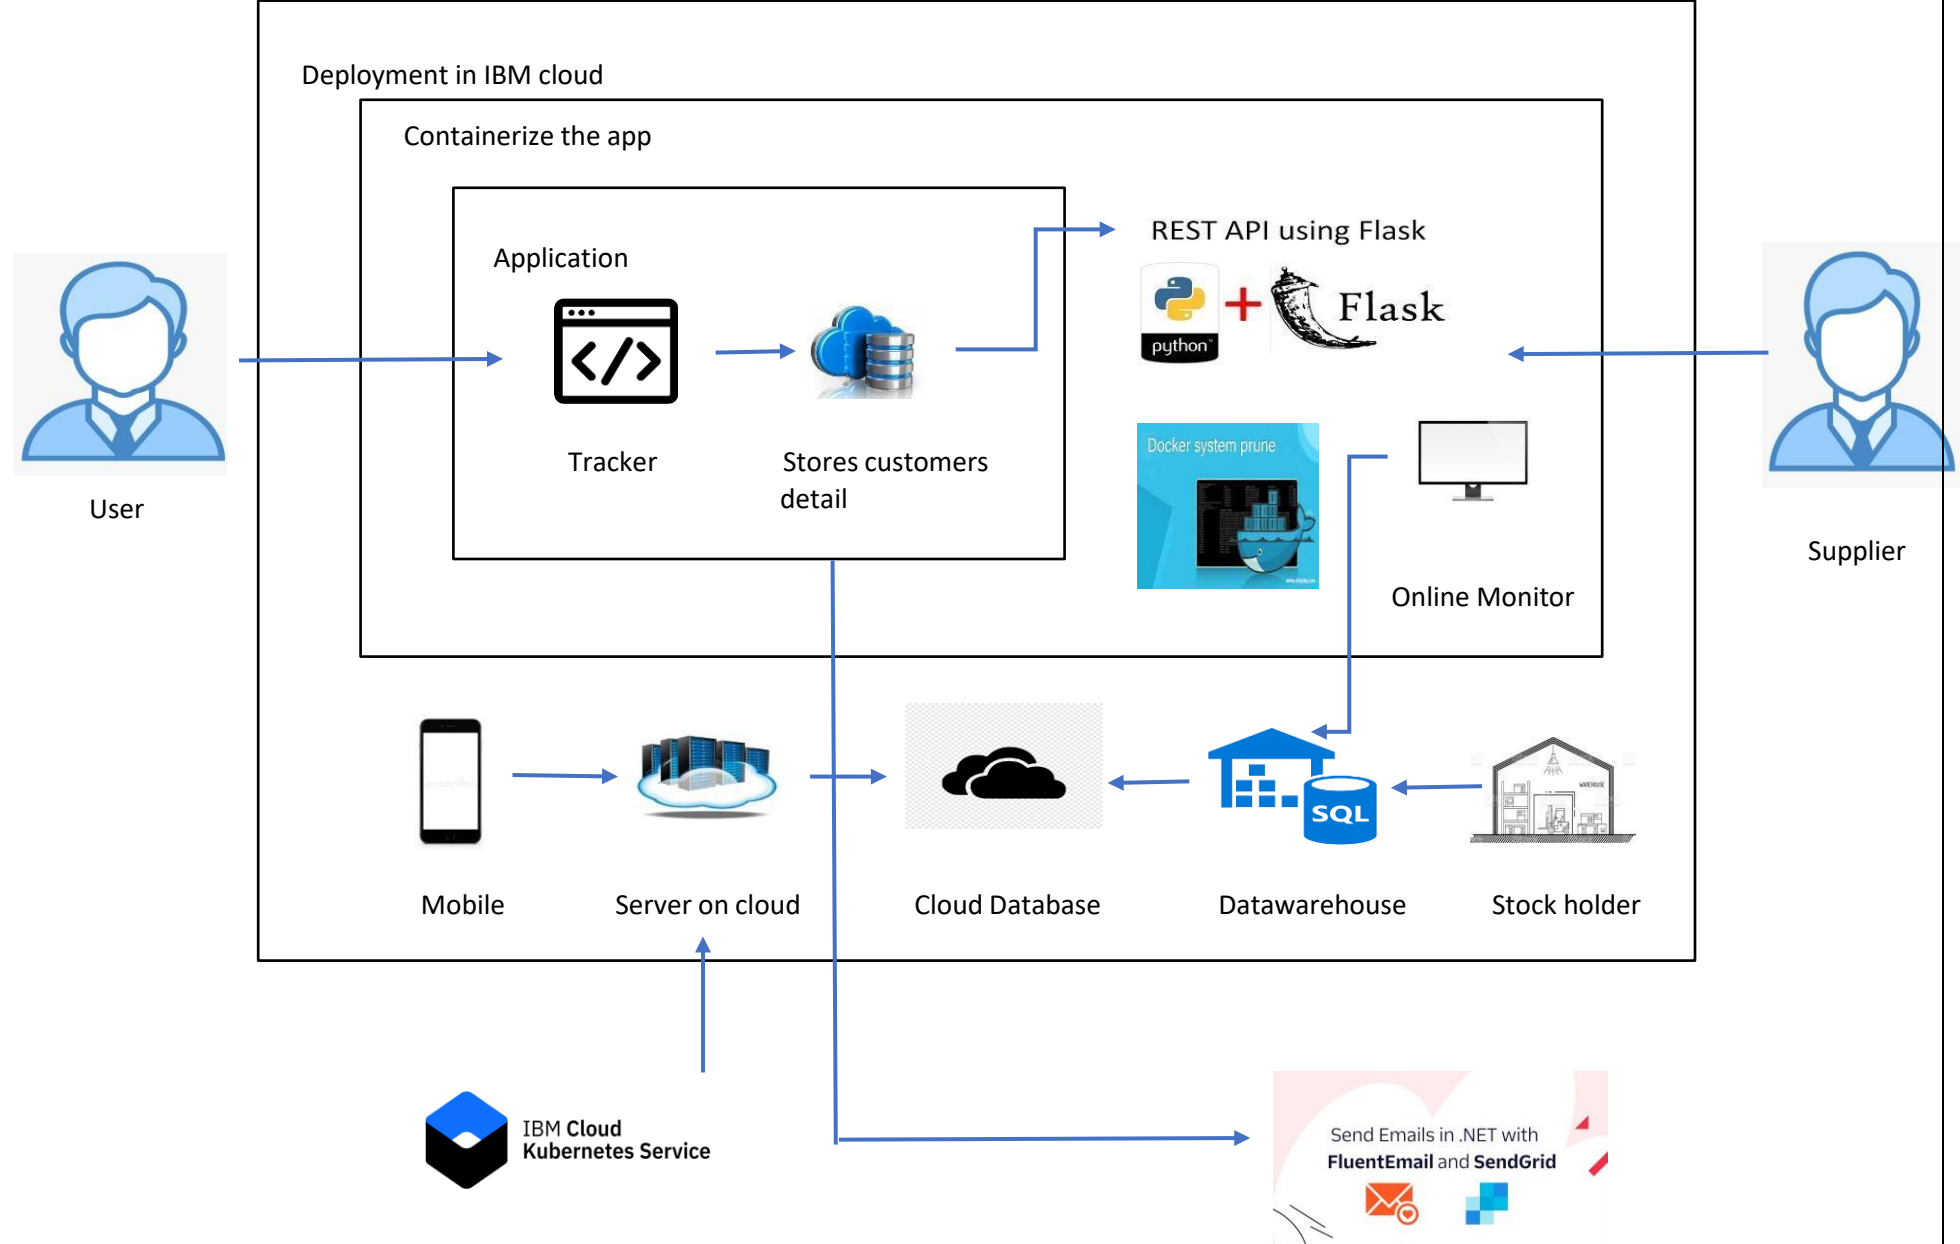 Deployment in IBM cloud
Containerize the app
Application
REST API using Flask
python
Flask
Tracker
Stores customers
detail
Docker system prune
Online Monitor
User
Supplier
WAREHOUSE
SQL
Mobile
Server on cloud
Cloud Database
Datawarehouse
Stock holder
IBM Cloud
Kubernetes Service
Send Emails in .NET with
FluentEmail and SendGrid